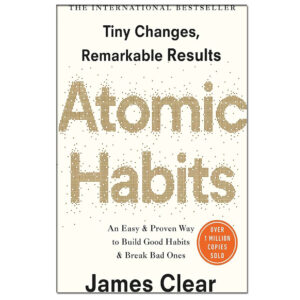 THE INTERNATIONAL BESTSELLER
Tiny Changes,
Remarkable Results
Atomic
Habits
An Easy & Proven Way
to Build Good Habits
& Break Bad Ones
OVER
1 MILLION
COPIES
SOLD
James Clear